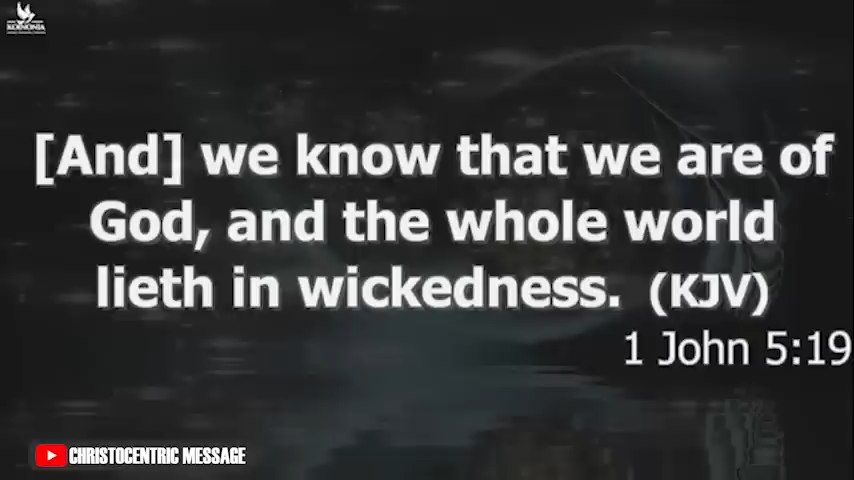 KOINONIA
[And] we know that we are of
God, and the whole world
lieth in wickedness. (KJV)
1 John 5:19
CHRISTOCENTRIC MESSAGE